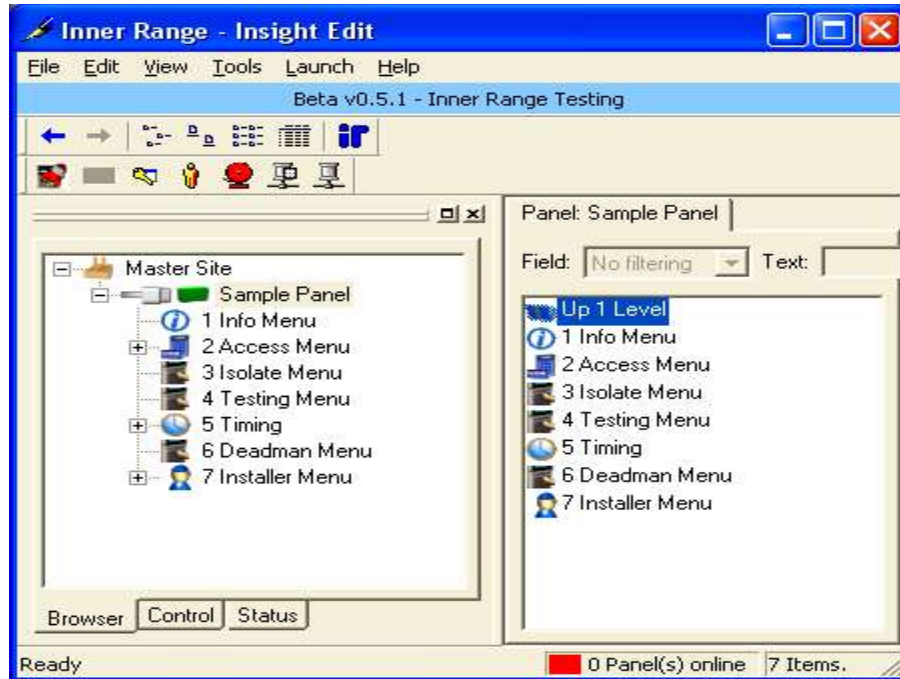 Inner Range - Insight Edit
File Edit View Tools Launch Help
Beta v0.5.1 - Inner Range Testing
ir
Panel: Sample Panel
Field: No filtering Text:
Master Site
Sample Panel
1 Info Menu
2 Access Menu
3 Isolate Menu
4 Testing Menu
5 Timing
6 Deadman Menu
7 Installer Menu
Up 1 Level
1 Info Menu
2 Access Menu
3 Isolate Menu
4 Testing Menu
5 Timing
6 Deadman Menu
7 Installer Menu
Browser Control Status
Ready 0 Panel(s) online 7 Items.